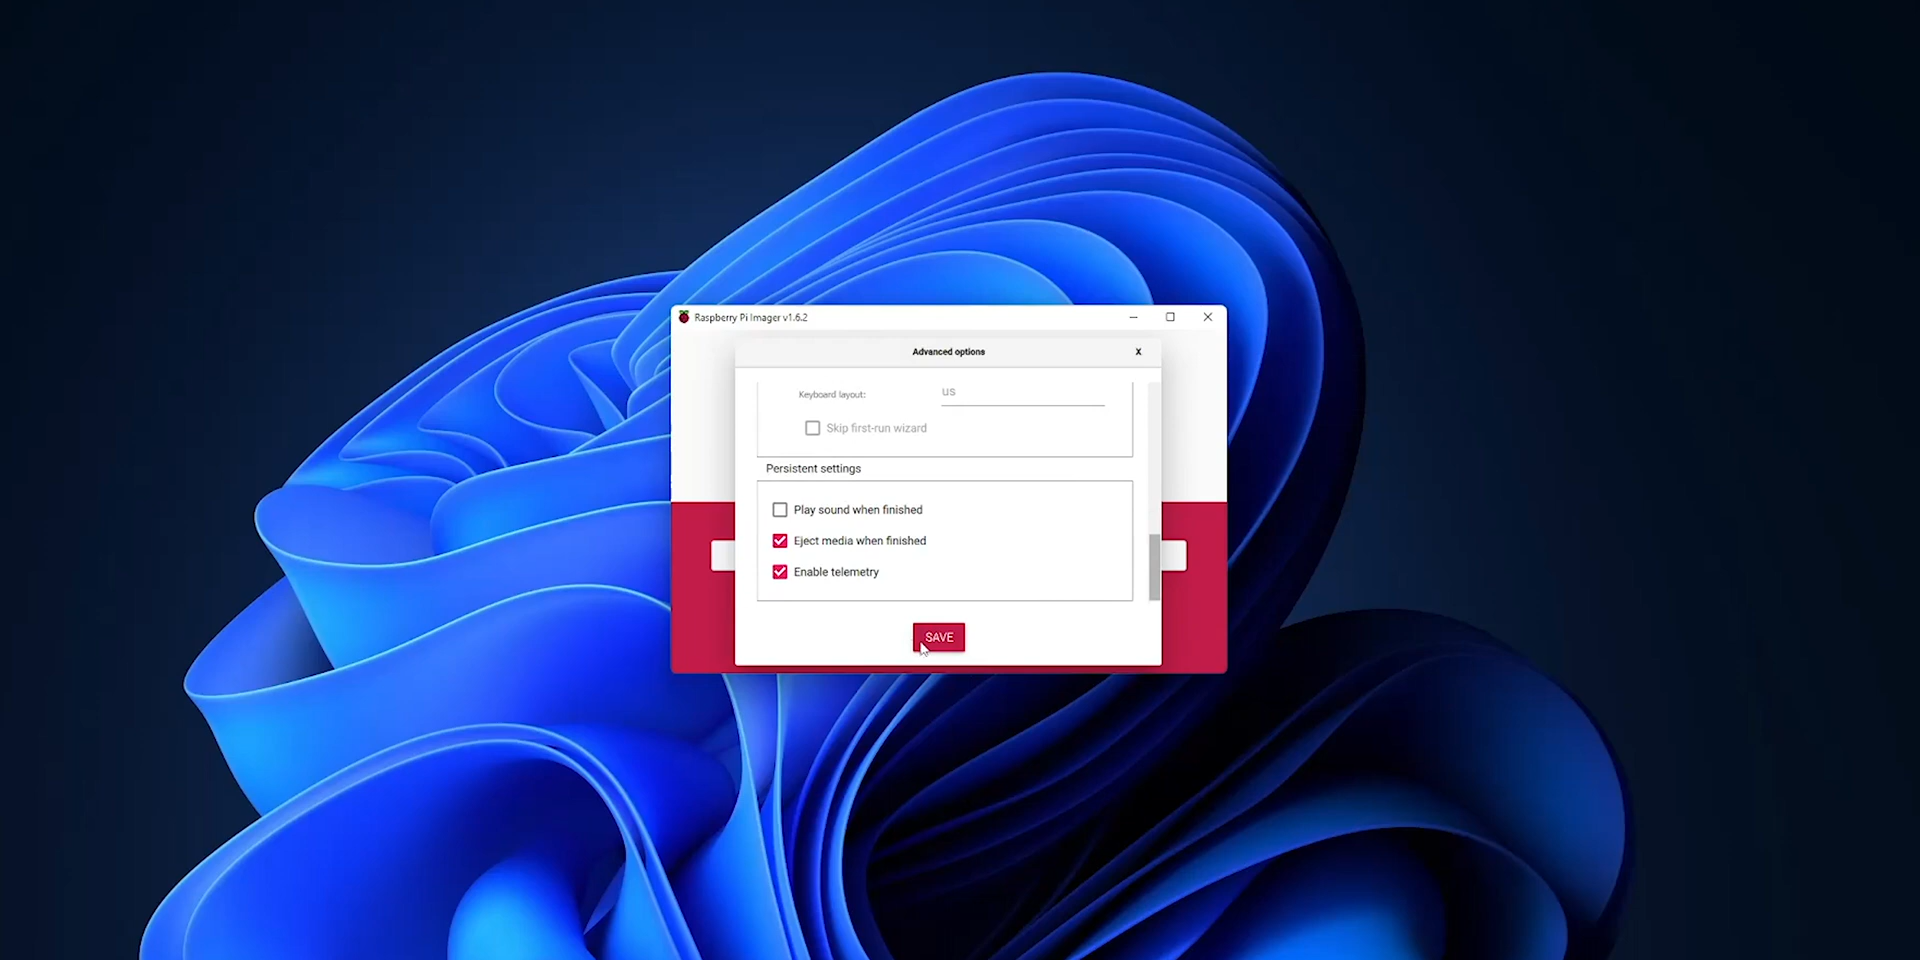 Raspberry Pi Imager v1.6.2
Advanced options
X
Keyboard layout: us
Skip first-run wizard
Persistent settings
Play sound when finished
Eject media when finished
Enable telemetry
SAVE